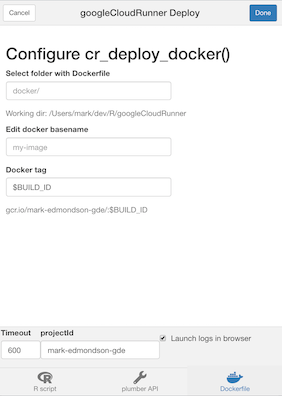 Cancel googleCloudRunner Deploy Done
Configure cr_deploy_docker()
Select folder with Dockerfile
docker/
Working dir: /Users/mark/dev/R/googleCloudRunner
Edit docker basename
my-image
Docker tag
$BUILD_ID
gcr.io/mark-edmondson-gde/:$BUILD_ID
Timeout projectId
600 mark-edmondson-gde Launch logs in browser
R script plumber API Dockerfile